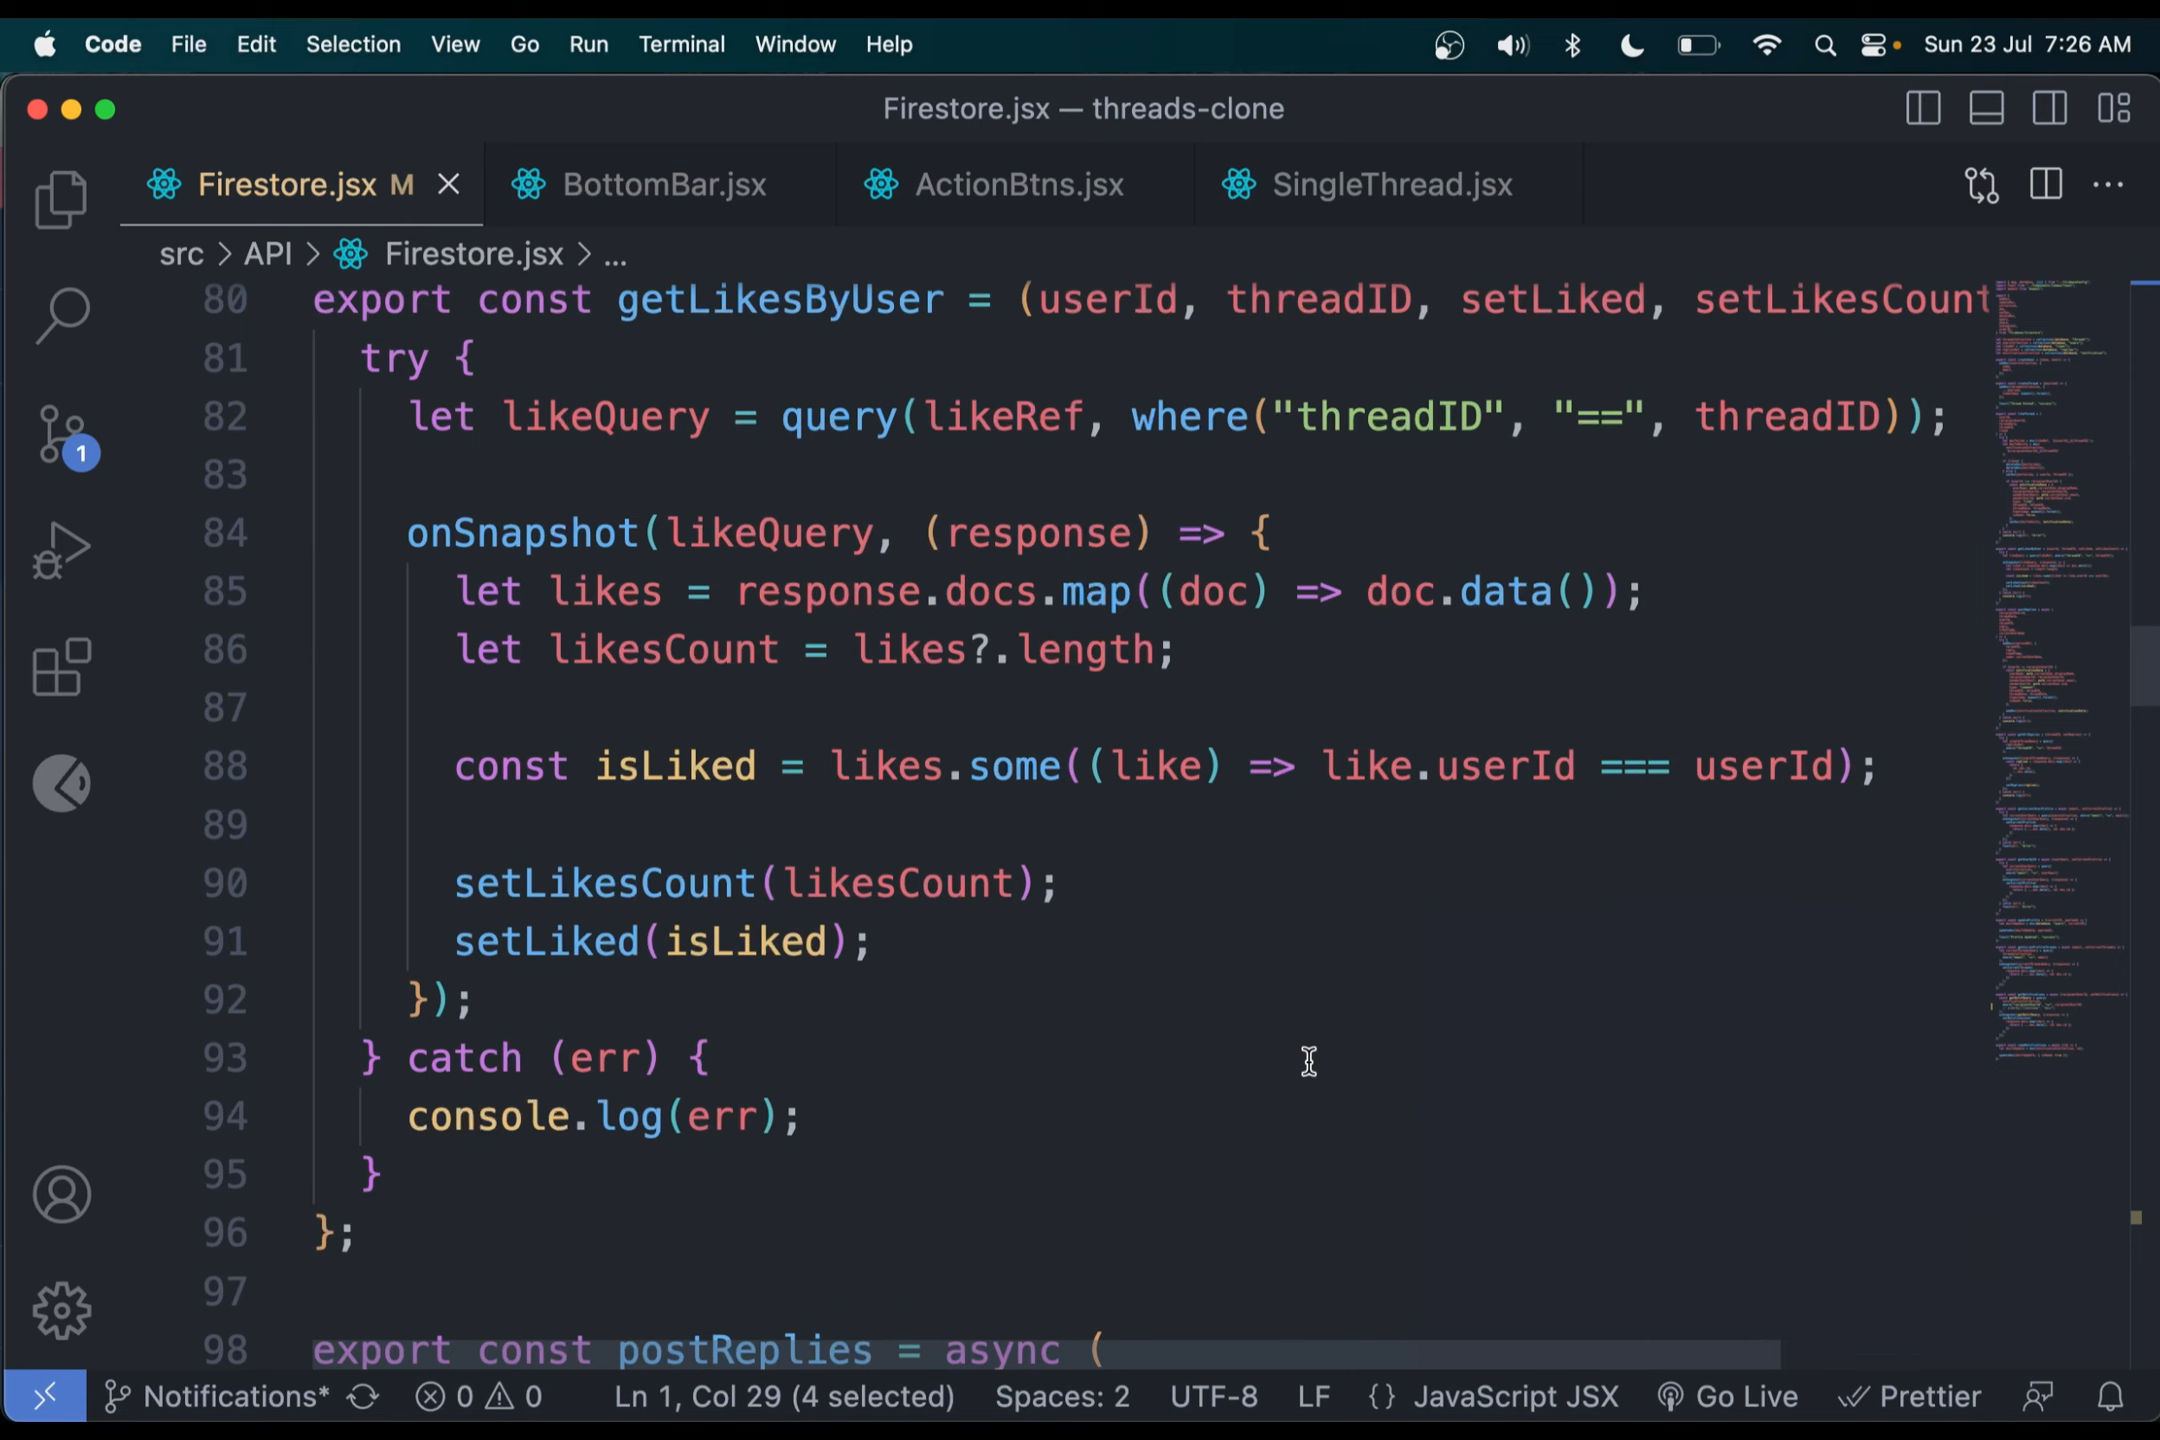 Code File Edit Selection View Go Run Terminal Window Help Sun 23 Jul 7:26 AM
Firestore.jsx — threads-clone
Firestore.jsx M BottomBar.jsx ActionBtns.jsx SingleThread.jsx
src > API > Firestore.jsx > ...
80 export const getLikesByUser = (userId, threadID, setLiked, setLikesCount
81 try {
82 let likeQuery = query(likeRef, where("threadID", "==", threadID));
83
84 onSnapshot(likeQuery, (response) => {
85 let likes = response.docs.map((doc) => doc.data());
86 let likesCount = likes?.length;
87
88 const isLiked = likes.some((like) => like.userId === userId);
89
90 setLikesCount(likesCount);
91 setLiked(isLiked);
92 });
93 } catch (err) {
94 console.log(err);
95 }
96 };
97
98 export const postReplies = async (
1
Notifications* 0 0 Ln 1, Col 29 (4 selected) Spaces: 2 UTF-8 LF {} JavaScript JSX Go Live Prettier